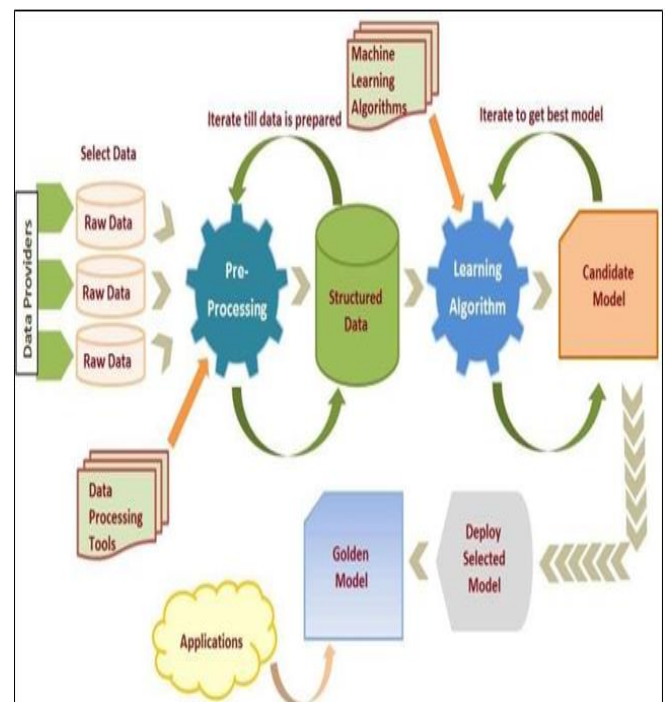 Machine
Learning
Algorithms
Iterate till data is prepared
Iterate to get best model
Select Data
Data Providers
Raw Data
Raw Data
Raw Data
Pre-
Processing
Structured
Data
Learning
Algorithm
Candidate
Model
Data
Processing
Tools
Golden
Model
Deploy
Selected
Model
Applications